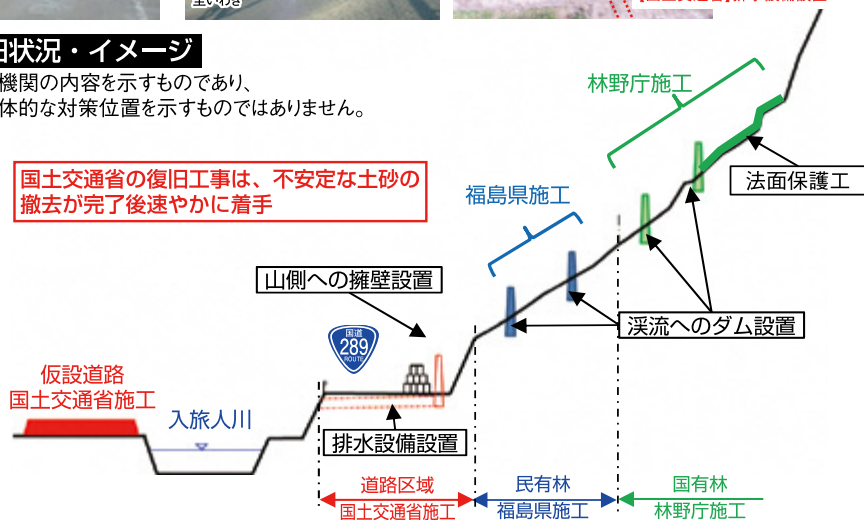 至いわき
旧状況・イメージ
機関の内容を示すものであり、
体的な対策位置を示すものではありません。
国土交通省の復旧工事は、不安定な土砂の
撤去が完了後速やかに着手
林野庁施工
法面保護工
福島県施工
山側への擁壁設置
渓流へのダム設置
国道
289
ROUTE
仮設道路
国土交通省施工
入旅人川
排水設備設置
道路区域
国土交通省施工
民有林
福島県施工
国有林
林野庁施工